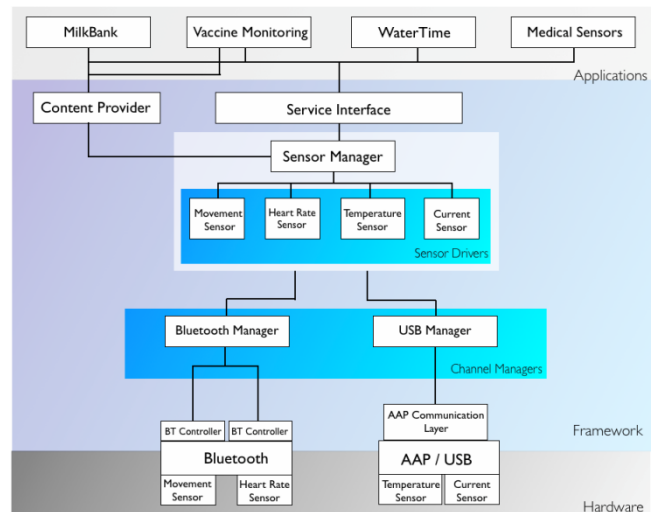 MilkBank
Vaccine Monitoring
WaterTime
Medical Sensors
Applications
Content Provider
Service Interface
Sensor Manager
Movement
Sensor
Heart Rate
Sensor
Temperature
Sensor
Current
Sensor
Sensor Drivers
Bluetooth Manager
USB Manager
Channel Managers
BT Controller
BT Controller
AAP Communication
Layer
Framework
Bluetooth
AAP / USB
Movement
Sensor
Heart Rate
Sensor
Temperature
Sensor
Current
Sensor
Hardware